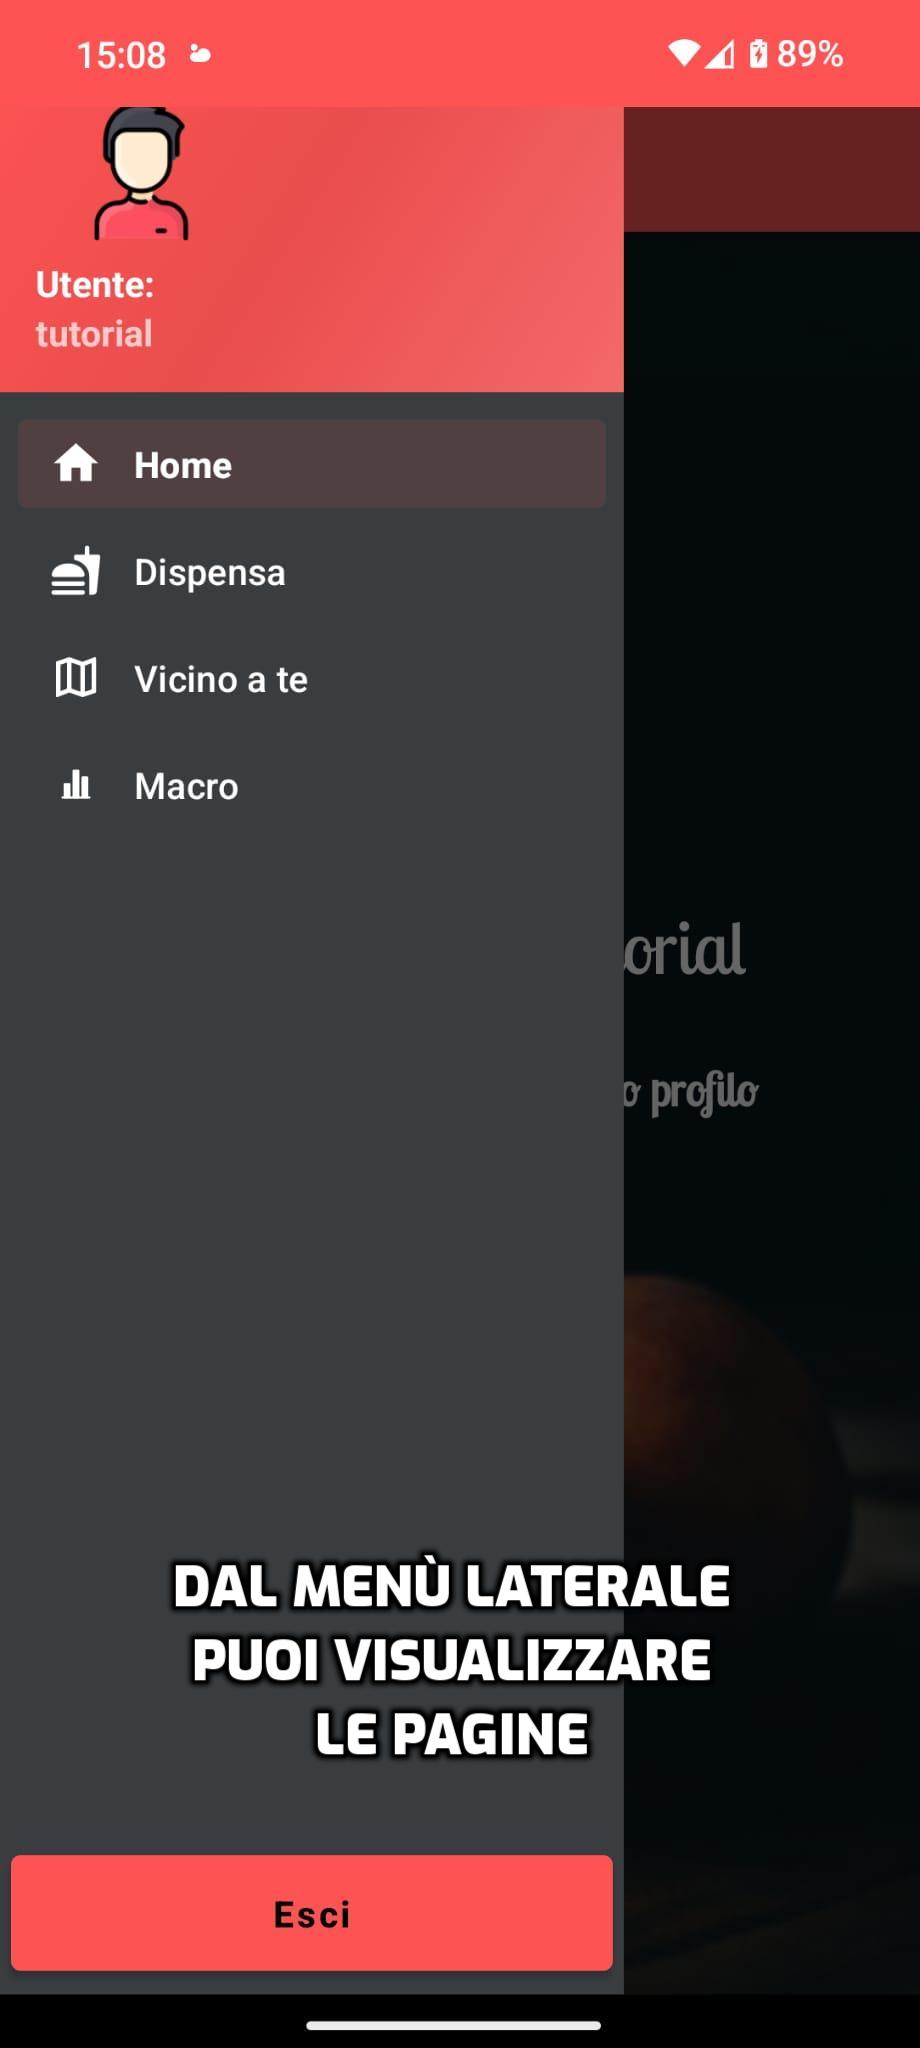 15:08
89%
Utente:
tutorial
Home
Dispensa
Vicino a te
Macro
orial
o profilo
DAL MENÙ LATERALE
PUOI VISUALIZZARE
LE PAGINE
Esci